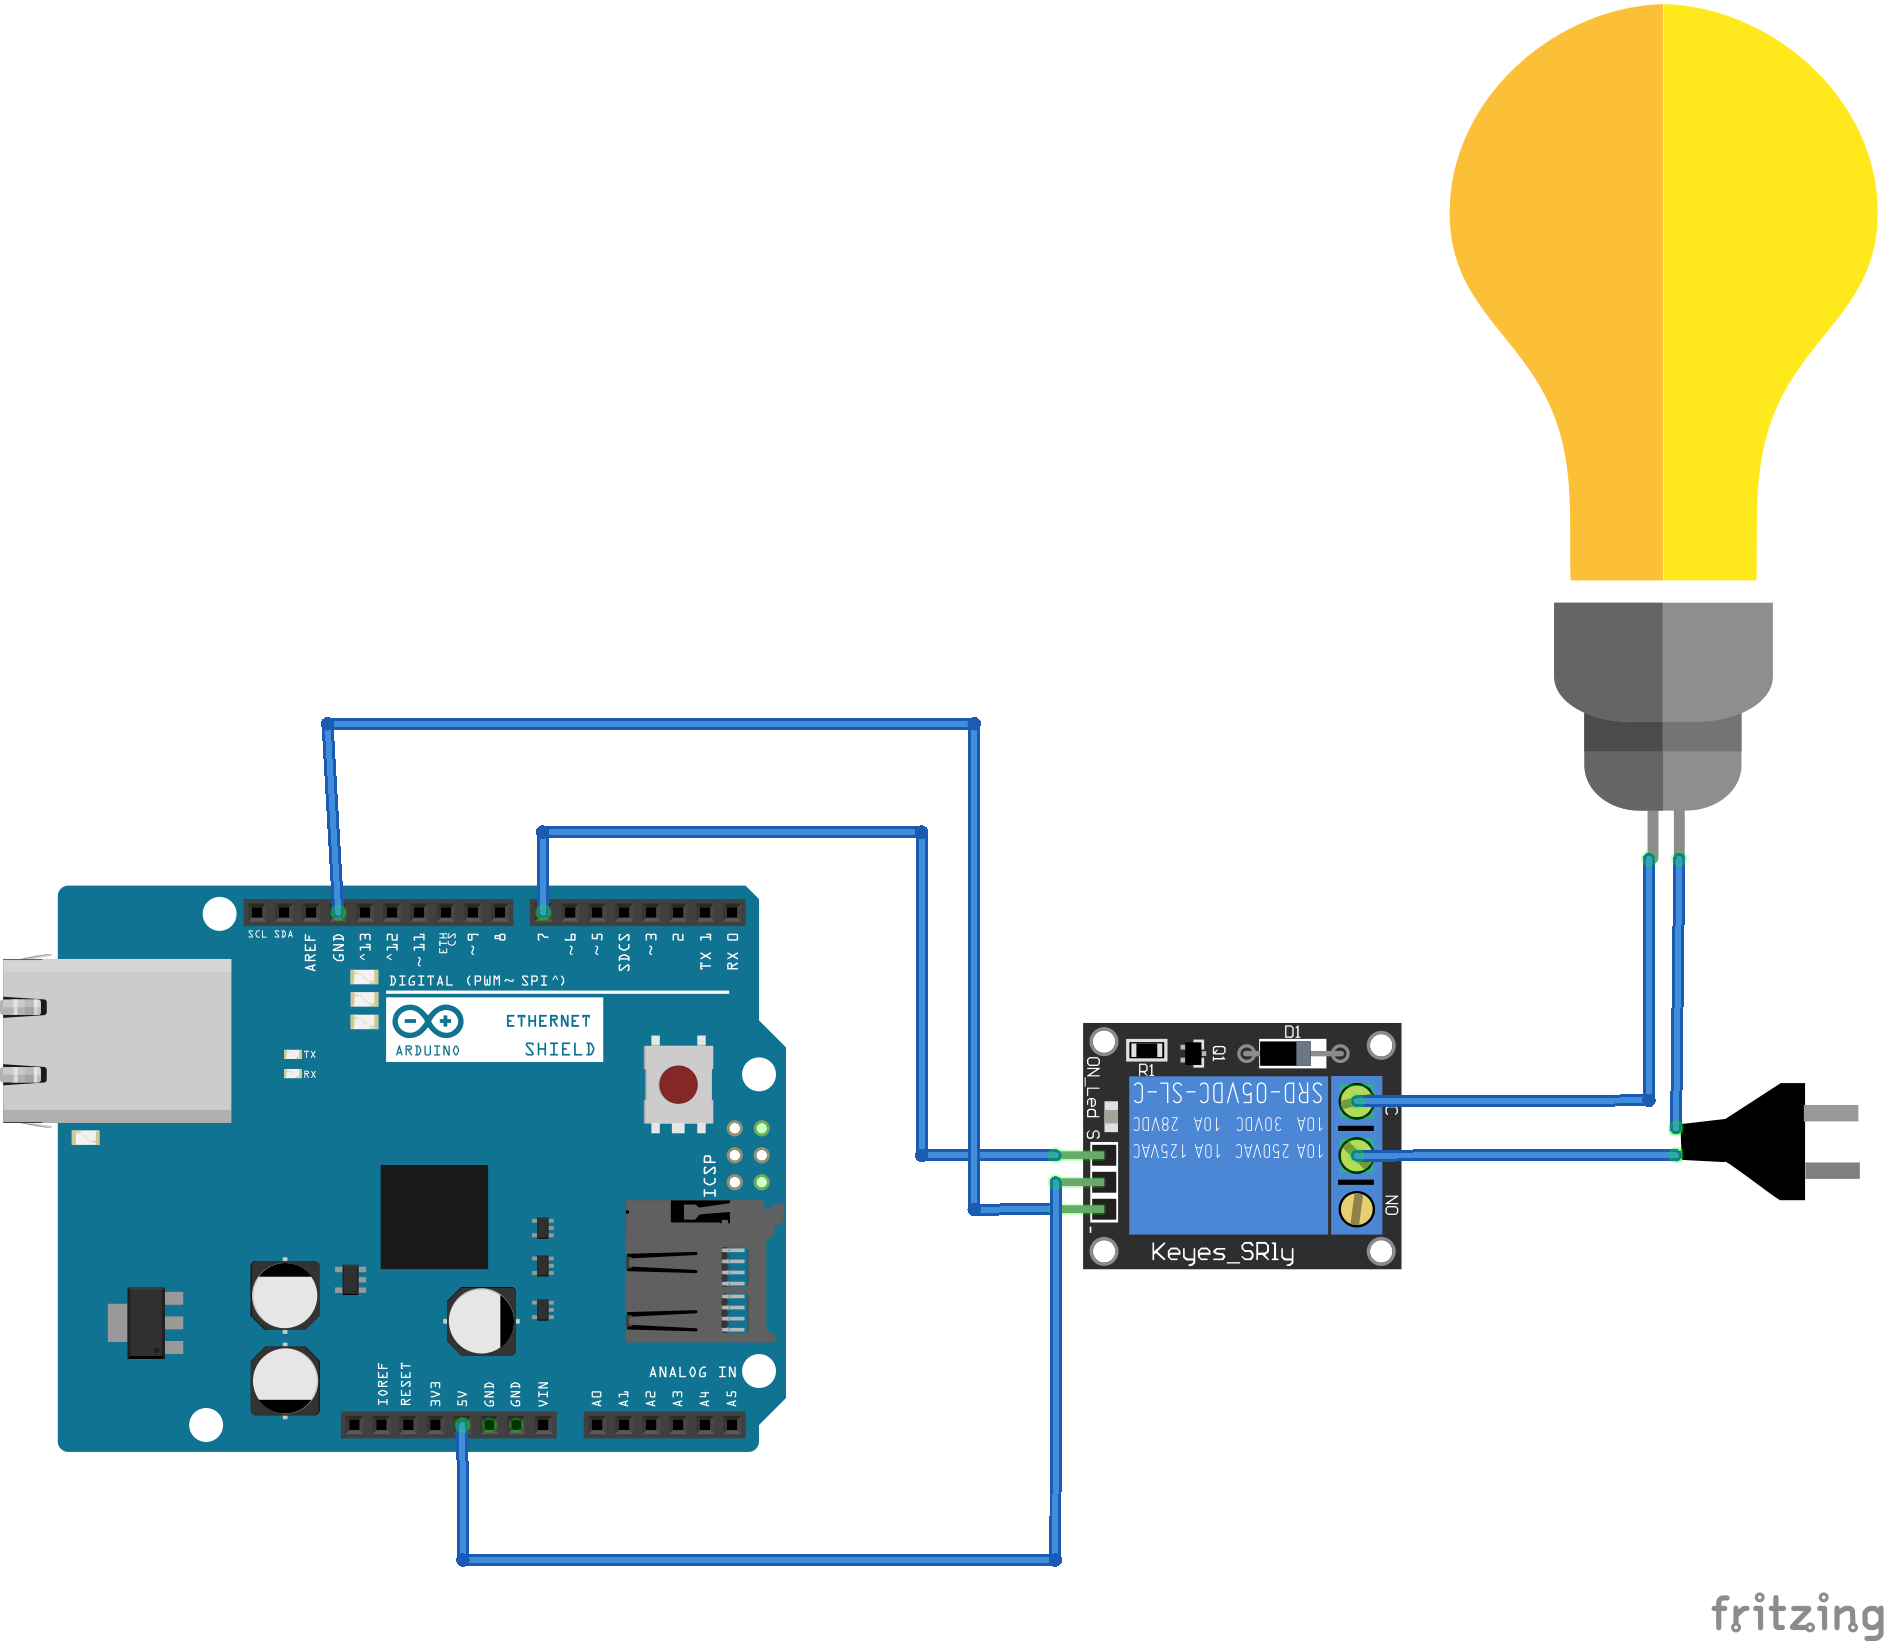 SCL SDA AREF GND ^13 ^12 ~11 ETH CS ~9 8 7 ~6 ~5 SDCS ~3 2 TX 1 RX 0
DIGITAL (PWM~ SPI^)
ETHERNET
SHIELD
ARDUINO
TX
RX
ICSP
ANALOG IN
IOREF RESET 3V3 5V GND GND VIN A0 A1 A2 A3 A4 A5
D1
Q1
R1
ON_Led
S
-
SRD-05VDC-SL-C
10A 30VDC 10A 28VDC
10A 250VAC 10A 125VAC
C
NO
Keyes_SR1y
fritzing